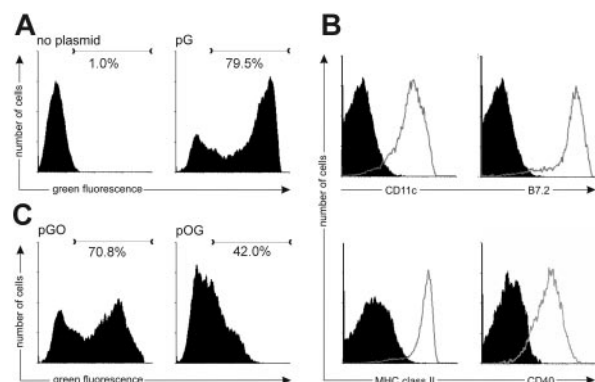 A
no plasmid
1.0%
pG
79.5%
number of cells
green fluorescence
B
number of cells
CD11c
B7.2
MHC class II
CD40
C
pGO
70.8%
pOG
42.0%
number of cells
green fluorescence